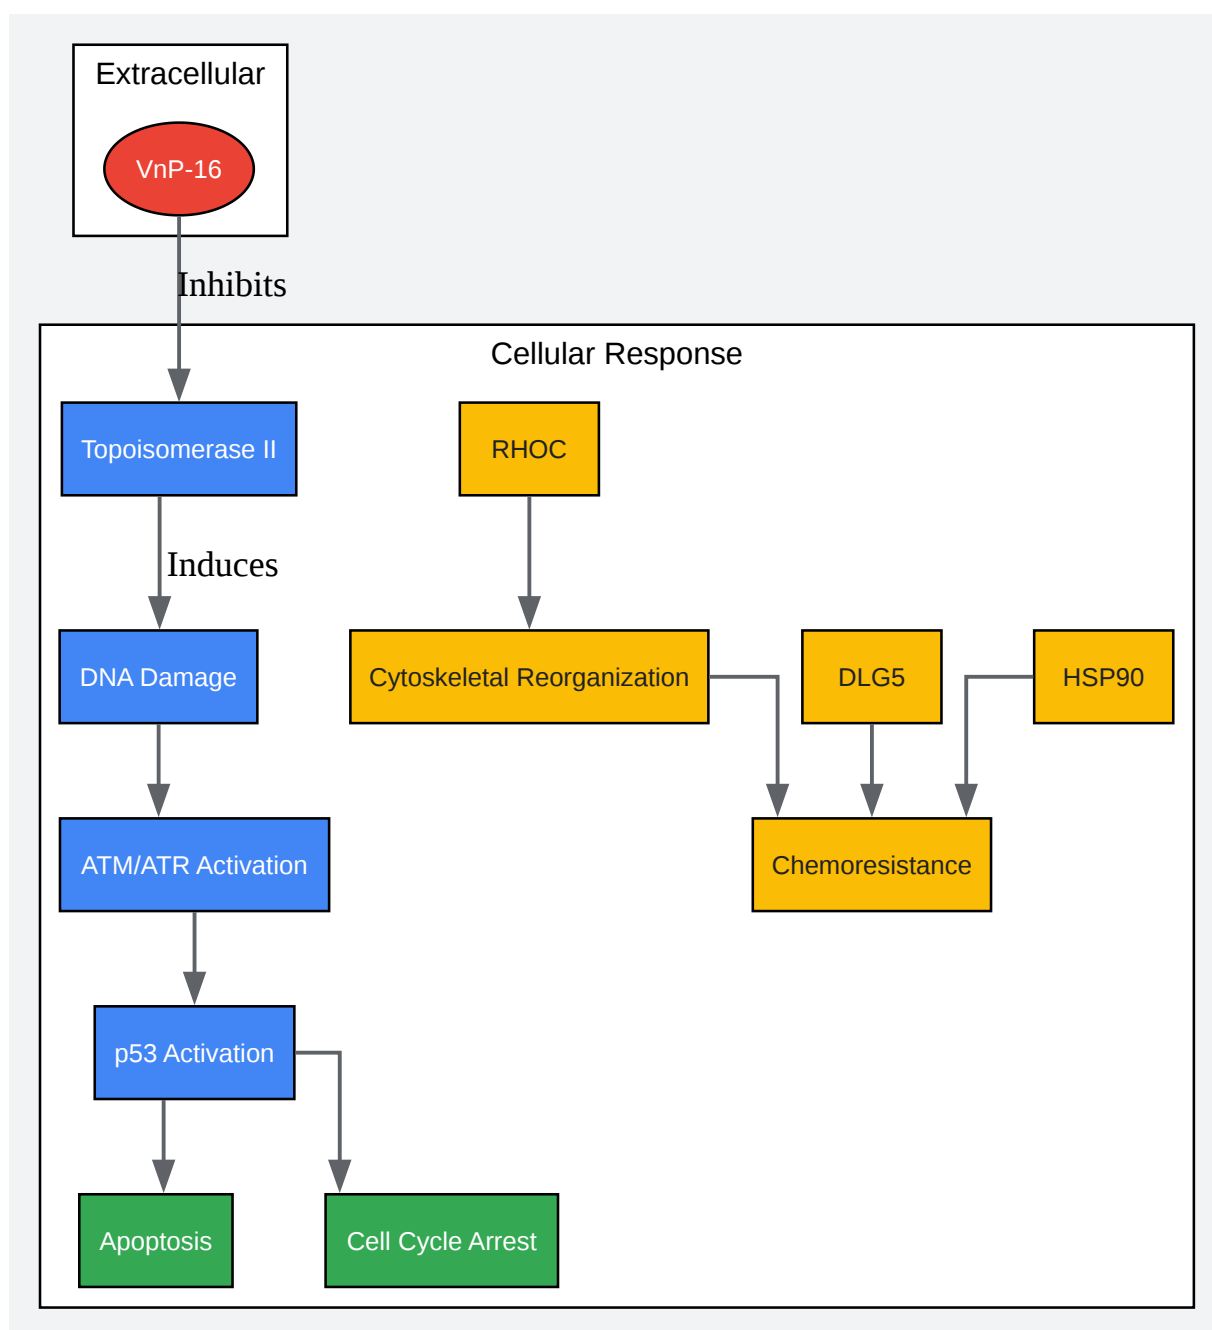 Extracellular
VnP-16
Inhibits
Cellular Response
Topoisomerase II
RHOC
Induces
DNA Damage
Cytoskeletal Reorganization
DLG5
HSP90
ATM/ATR Activation
Chemoresistance
p53 Activation
Apoptosis
Cell Cycle Arrest